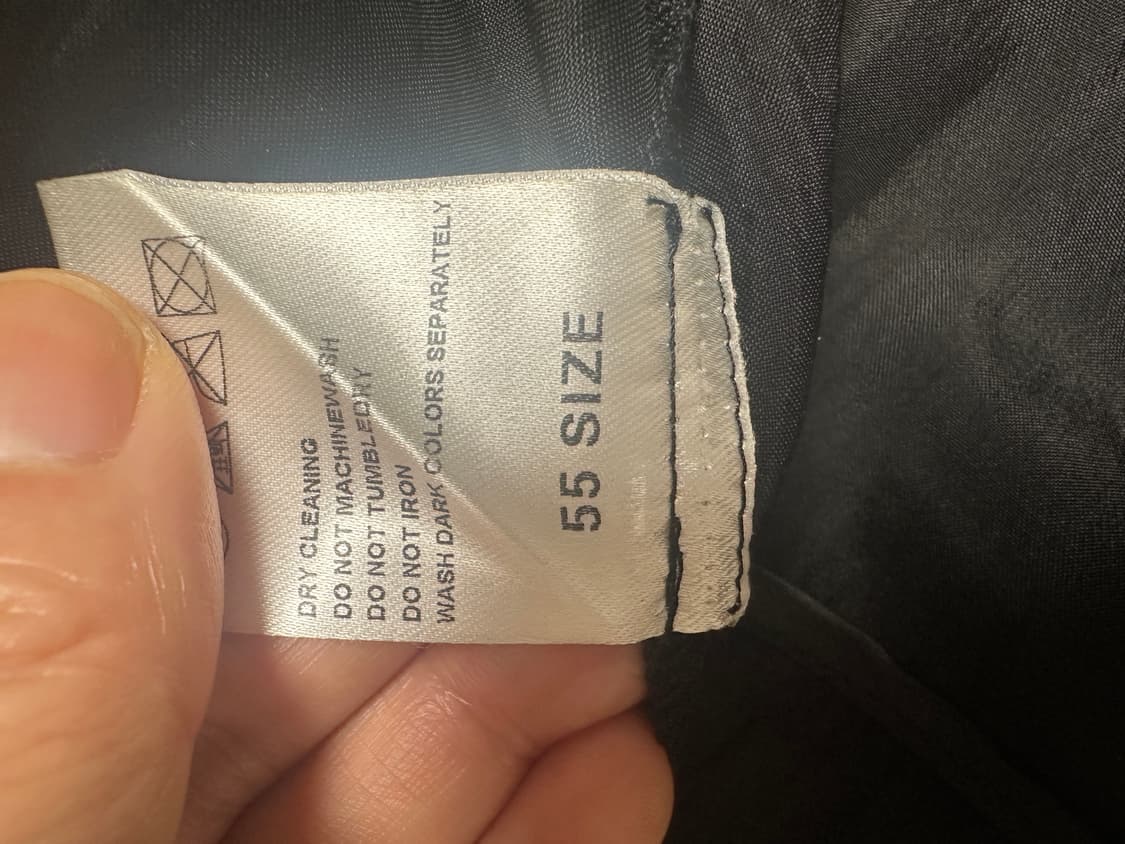 DRY CLEANING
DO NOT MACHINEWASH
DO NOT TUMBLEDRY
DO NOT IRON
WASH DARK COLORS SEPARATELY
55 SIZE